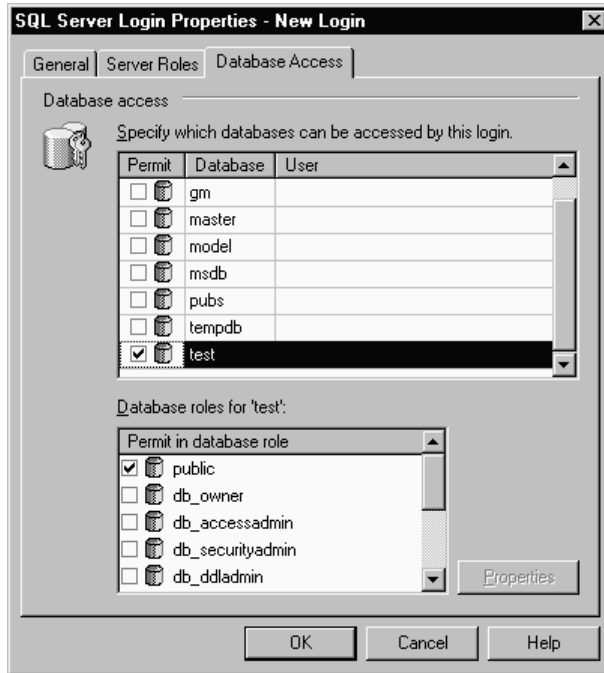 SQL Server Login Properties - New Login
General Server Roles Database Access
Database access
Specify which databases can be accessed by this login.
Permit Database User
gm
master
model
msdb
pubs
tempdb
test
Database roles for 'test':
Permit in database role
public
db_owner
db_accessadmin
db_securityadmin
db_ddladmin
Properties
OK Cancel Help